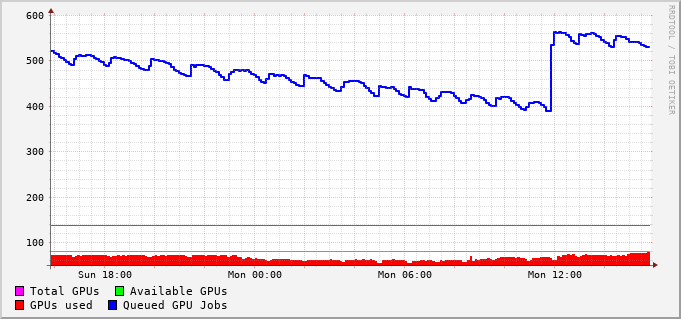 600
500
400
300
200
100
Sun 18:00 Mon 00:00 Mon 06:00 Mon 12:00
Total GPUs Available GPUs
GPUs used Queued GPU Jobs
RRDTOOL / TOBI OETIKER